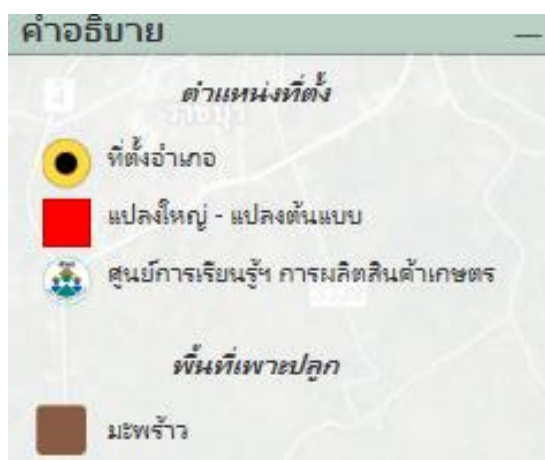 คำอธิบาย
ตำแหน่งที่ตั้ง
ที่ตั้งอำเภอ
แปลงใหญ่ - แปลงต้นแบบ
ศูนย์การเรียนรู้ฯ การผลิตสินค้าเกษตร
พื้นที่เพาะปลูก
มะพร้าว